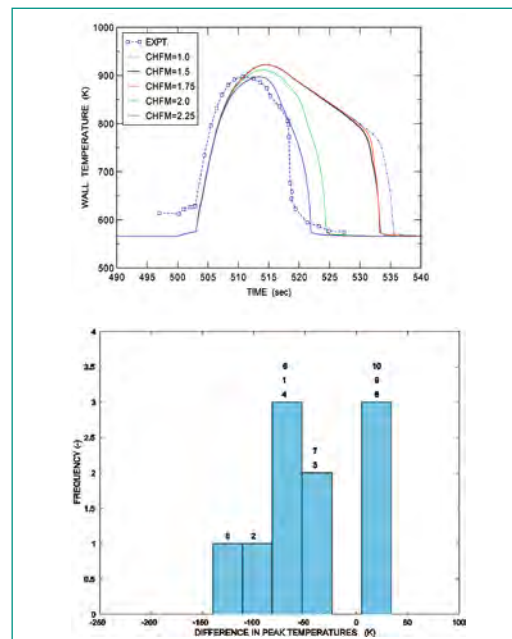 1000
900
800
700
600
500
WALL TEMPERATURE (K)
EXPT.
CHFM=1.0
CHFM=1.5
CHFM=1.75
CHFM=2.0
CHFM=2.25
490 495 500 505 510 515 520 525 530 535 540
TIME (sec)
4
3.5
3
2.5
2
1.5
1
0.5
0
FREQUENCY (-)
2
1
4
7
3
10
9
-250 -200 -150 -100 -50 0 50 100
DIFFERENCE IN PEAK TEMPERATURES (K)